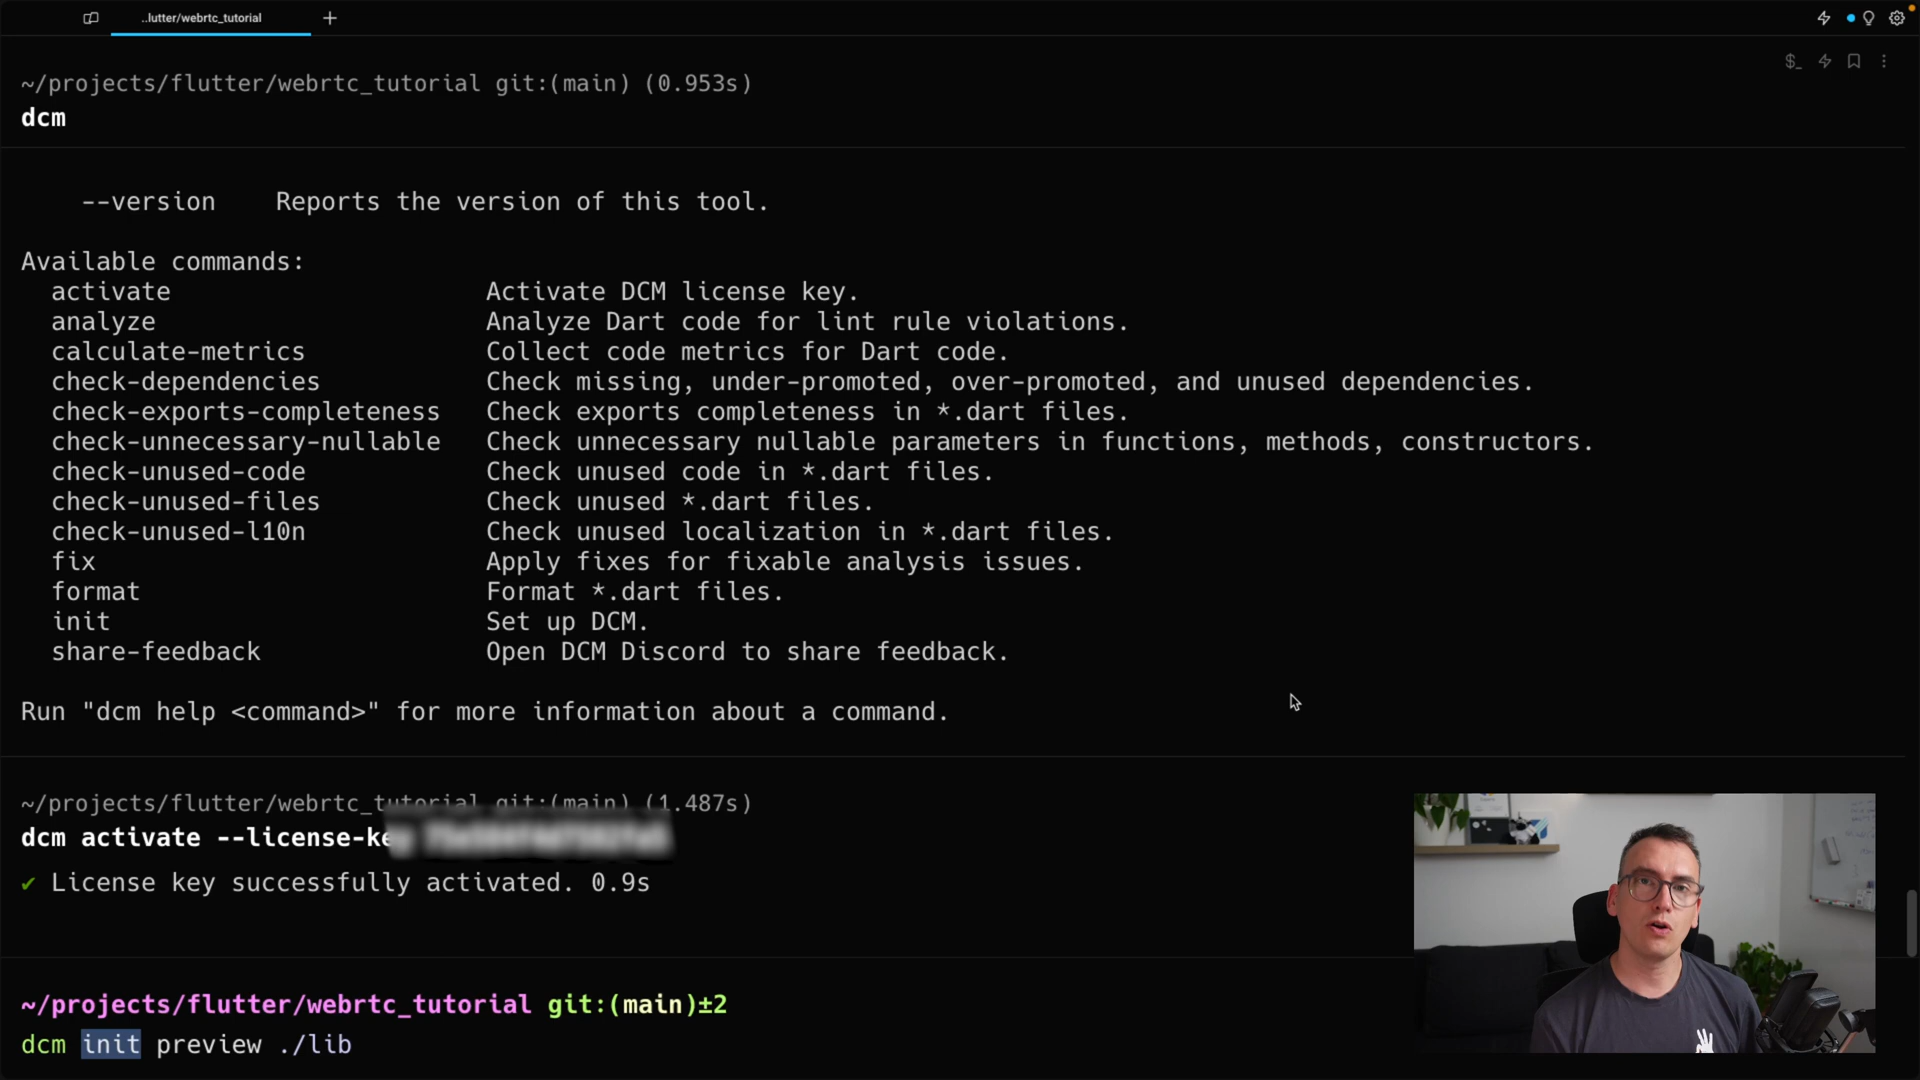 ..lutter/webrtc_tutorial
~/projects/flutter/webrtc_tutorial git:(main) (0.953s)
dcm
--version    Reports the version of this tool.
Available commands:
activate    Activate DCM license key.
analyze    Analyze Dart code for lint rule violations.
calculate-metrics    Collect code metrics for Dart code.
check-dependencies    Check missing, under-promoted, over-promoted, and unused dependencies.
check-exports-completeness    Check exports completeness in *.dart files.
check-unnecessary-nullable    Check unnecessary nullable parameters in functions, methods, constructors.
check-unused-code    Check unused code in *.dart files.
check-unused-files    Check unused *.dart files.
check-unused-l10n    Check unused localization in *.dart files.
fix    Apply fixes for fixable analysis issues.
format    Format *.dart files.
init    Set up DCM.
share-feedback    Open DCM Discord to share feedback.
Run "dcm help <command>" for more information about a command.
~/projects/flutter/webrtc_tutorial git:(main) (1.487s)
dcm activate --license-ke
✔ License key successfully activated. 0.9s
~/projects/flutter/webrtc_tutorial git:(main)±2
dcm init preview ./lib